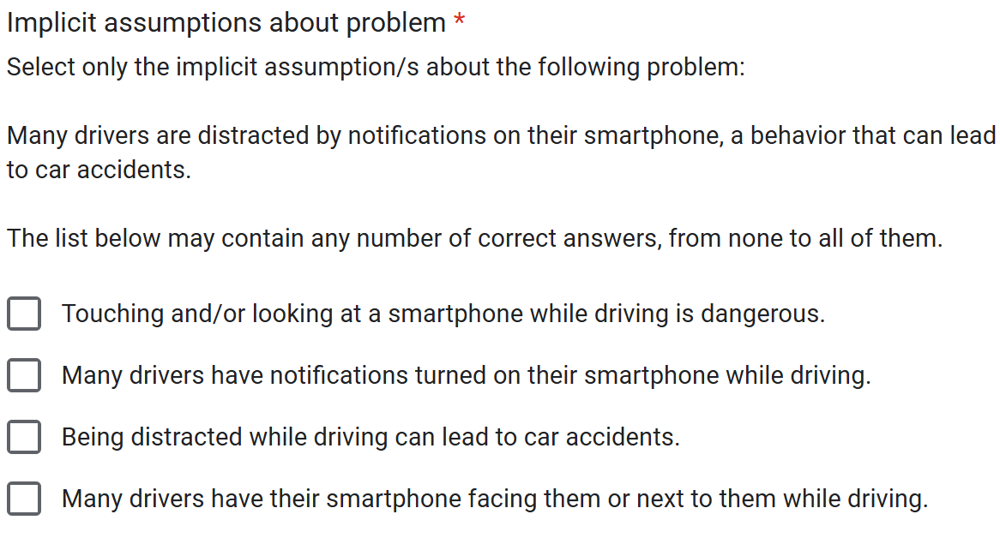 Implicit assumptions about problem *
Select only the implicit assumption/s about the following problem:
Many drivers are distracted by notifications on their smartphone, a behavior that can lead
to car accidents.
The list below may contain any number of correct answers, from none to all of them.
Touching and/or looking at a smartphone while driving is dangerous.
Many drivers have notifications turned on their smartphone while driving.
Being distracted while driving can lead to car accidents.
Many drivers have their smartphone facing them or next to them while driving.